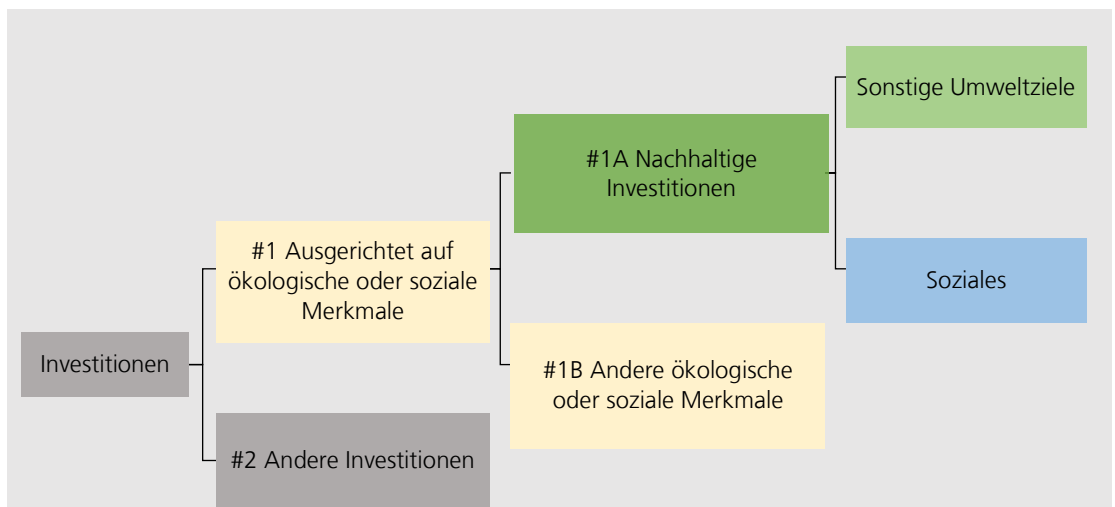 Investitionen
#1 Ausgerichtet auf
ökologische oder soziale
Merkmale
#2 Andere Investitionen
#1A Nachhaltige
Investitionen
#1B Andere ökologische
oder soziale Merkmale
Sonstige Umweltziele
Soziales